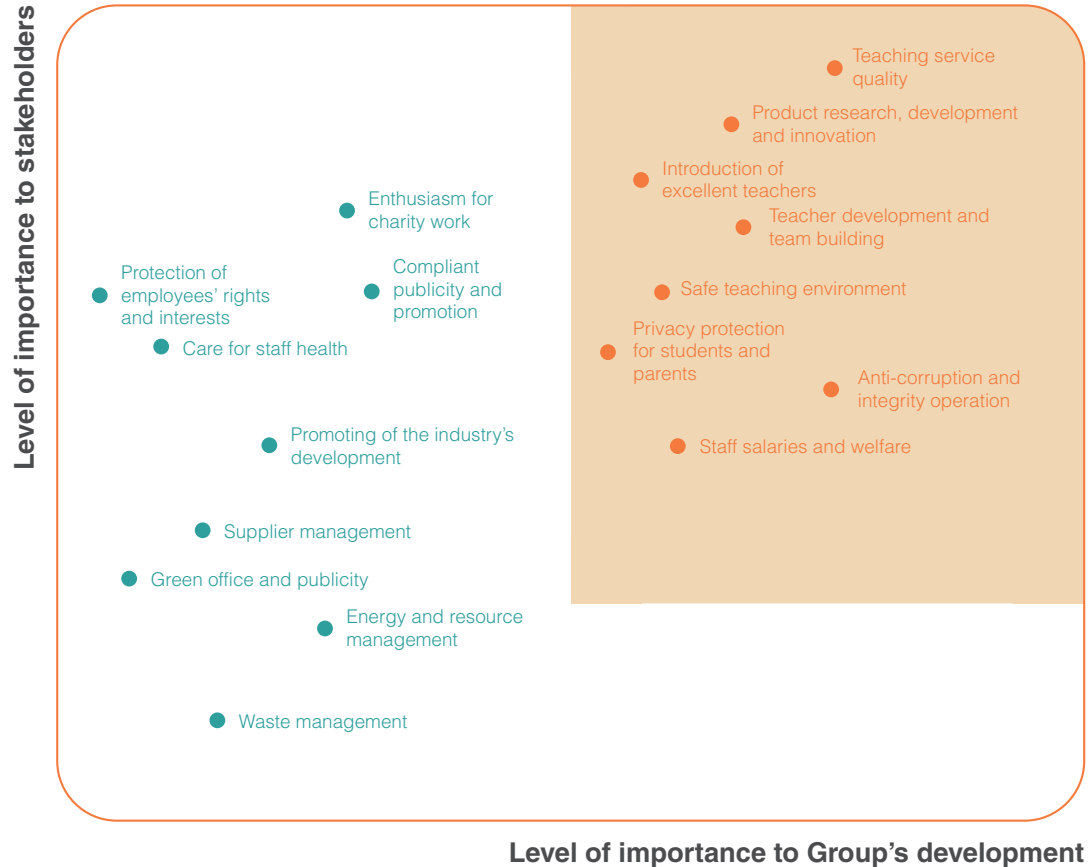 Level of importance to stakeholders
Teaching service
quality
Product research, development
and innovation
Introduction of
excellent teachers
Teacher development and
team building
Enthusiasm for
charity work
Compliant
publicity and
promotion
Protection of
employees’ rights
and interests
Safe teaching environment
Care for staff health
Privacy protection
for students and
parents
Anti-corruption and
integrity operation
Promoting of the industry’s
development
Staff salaries and welfare
Supplier management
Green office and publicity
Energy and resource
management
Waste management
Level of importance to Group’s development